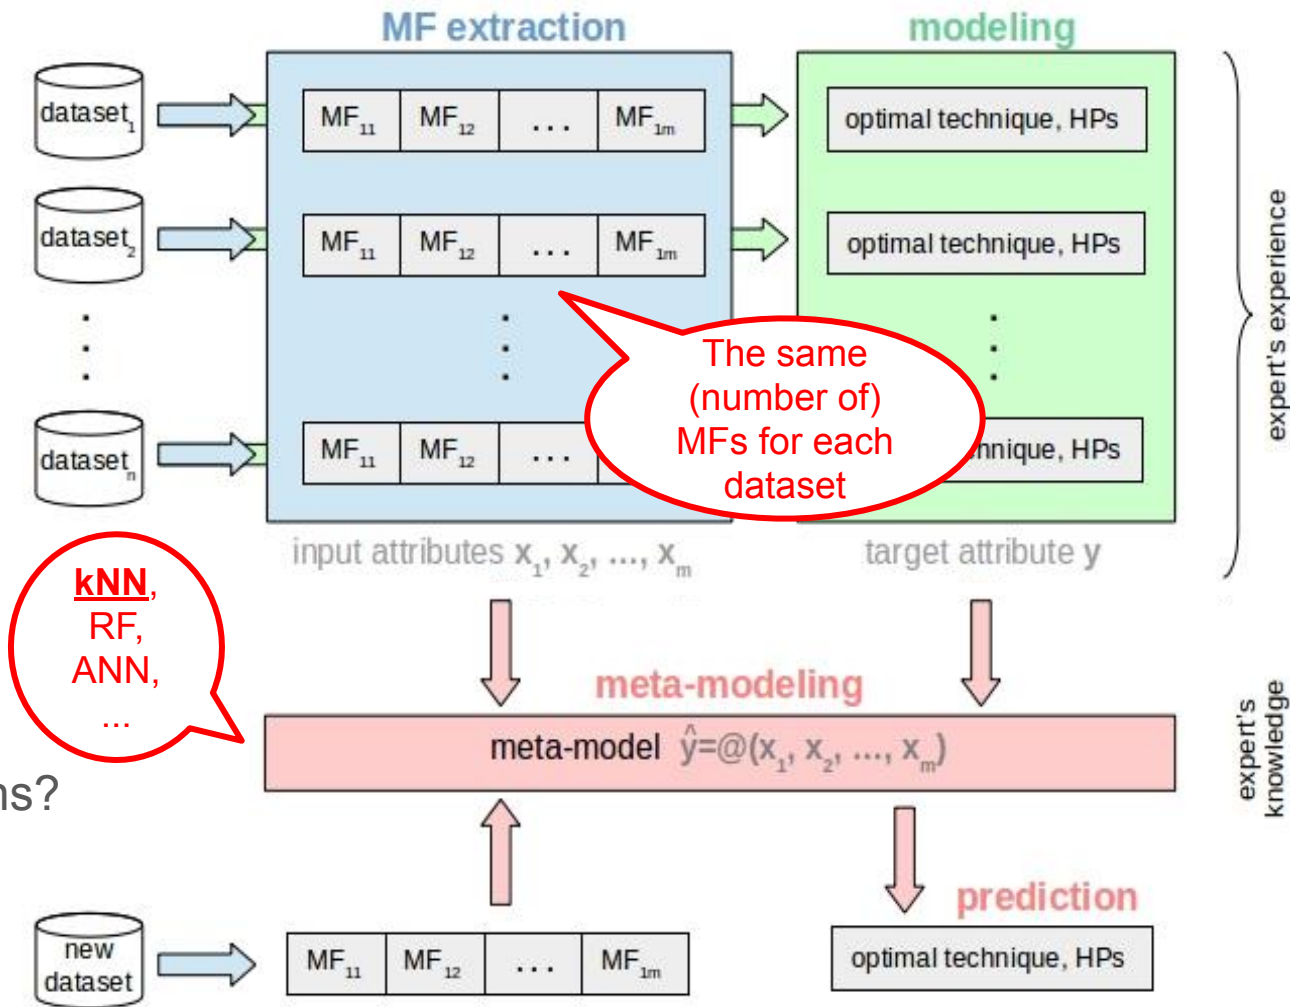 MF extraction
modeling
dataset1
MF11 MF12 ... MF1m
optimal technique, HPs
dataset2
MF11 MF12 ... MF1m
optimal technique, HPs
The same
(number of)
MFs for each
dataset
datasetn
MF11 MF12 ...
hnique, HPs
expert's experience
input attributes x1, x2, ..., xm
target attribute y
kNN,
RF,
ANN,
...
meta-modeling
meta-model ŷ=@(x1, x2, ..., xm)
expert's
knowledge
ns?
prediction
new
dataset
MF11 MF12 ... MF1m
optimal technique, HPs